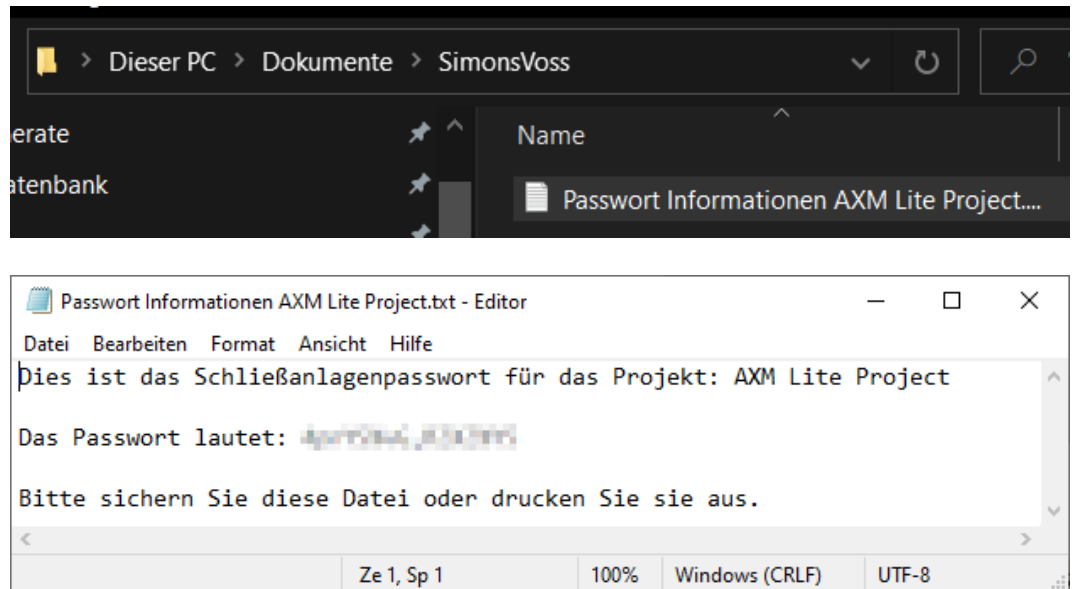 Dieser PC > Dokumente > SimonsVoss
erate
Name
atenbank
Passwort Informationen AXM Lite Project....
Passwort Informationen AXM Lite Project.txt - Editor
Datei Bearbeiten Format Ansicht Hilfe
Dies ist das Schließanlagenpasswort für das Projekt: AXM Lite Project
Das Passwort lautet:
Bitte sichern Sie diese Datei oder drucken Sie sie aus.
Ze 1, Sp 1 100% Windows (CRLF) UTF-8